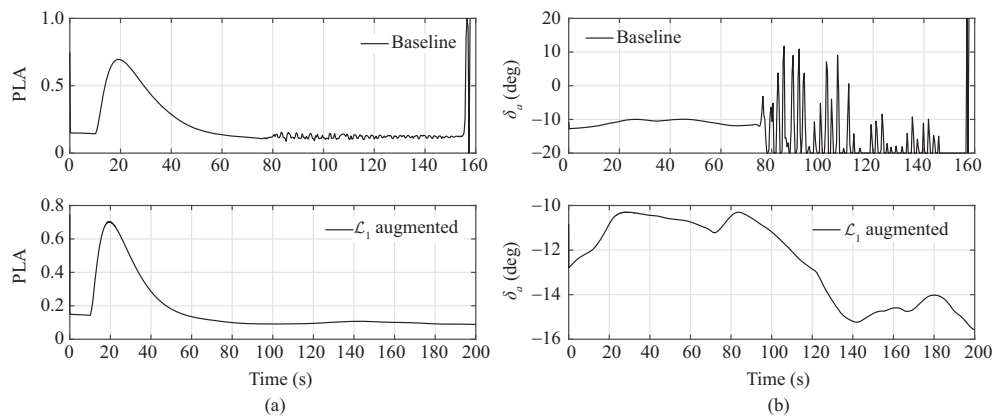 1.0
0.5
0
PLA
Baseline
0 20 40 60 80 100 120 140 160
20
10
0
−10
−20
δa (deg)
Baseline
0 20 40 60 80 100 120 140 160
0.8
0.6
0.4
0.2
0
PLA
ℒ1 augmented
0 20 40 60 80 100 120 140 160 180 200
Time (s)
(a)
−10
−12
−14
−16
δa (deg)
ℒ1 augmented
0 20 40 60 80 100 120 140 160 180 200
Time (s)
(b)